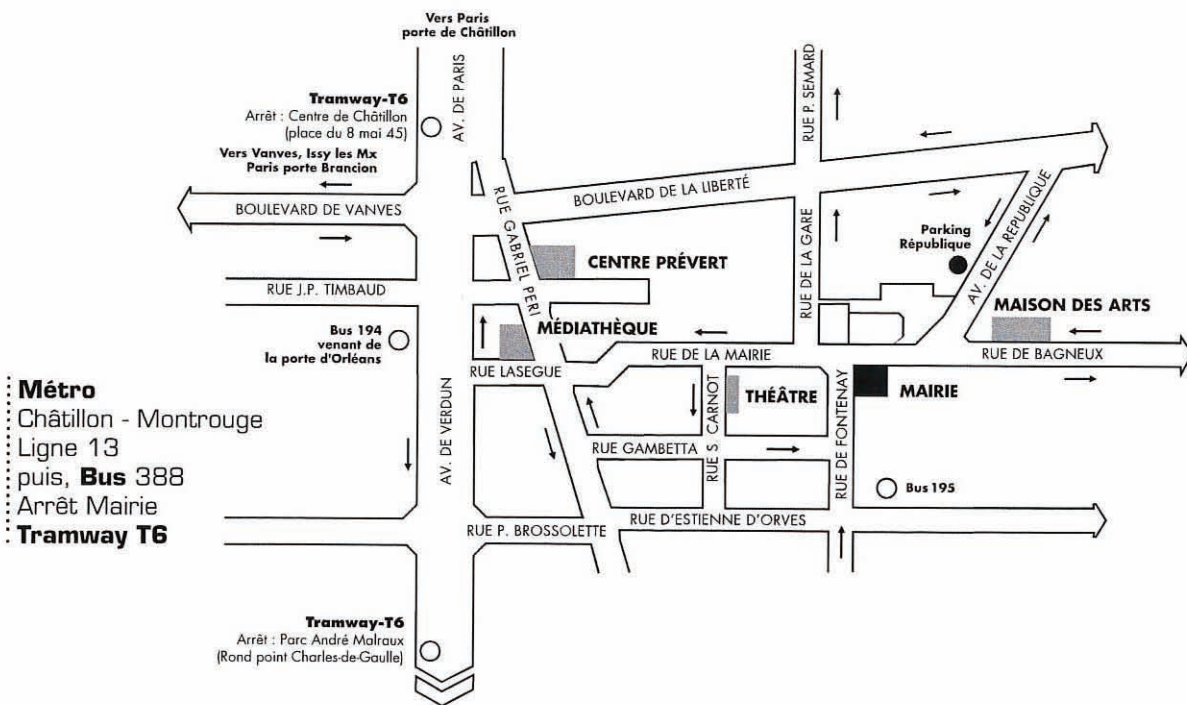 Vers Paris
porte de Châtillon
AV. DE PARIS
Tramway-T6
Arrêt : Centre de Châtillon
(place du 8 mai 45)
Vers Vanves, Issy les Mx
Paris porte Brancion
BOULEVARD DE VANVES
RUE GABRIEL PERI
BOULEVARD DE LA LIBERTÉ
RUE P. SEMARD
RUE DE LA GARE
Parking
République
AV. DE LA REPUBLIQUE
CENTRE PRÉVERT
RUE J.P. TIMBAUD
MAISON DES ARTS
Bus 194
venant de
la porte d'Orléans
MÉDIATHÈQUE
RUE DE LA MAIRIE
RUE DE BAGNEUX
RUE LASEGUE
Métro
Châtillon - Montrouge
Ligne 13
puis, Bus 388
Arrêt Mairie
Tramway T6
AV. DE VERDUN
RUE S CARNOT
THÉÂTRE
RUE DE FONTENAY
MAIRIE
RUE GAMBETTA
Bus 195
RUE P. BROSSOLETTE
RUE D'ESTIENNE D'ORVES
Tramway-T6
Arrêt : Parc André Malraux
(Rond point Charles-de-Gaulle)